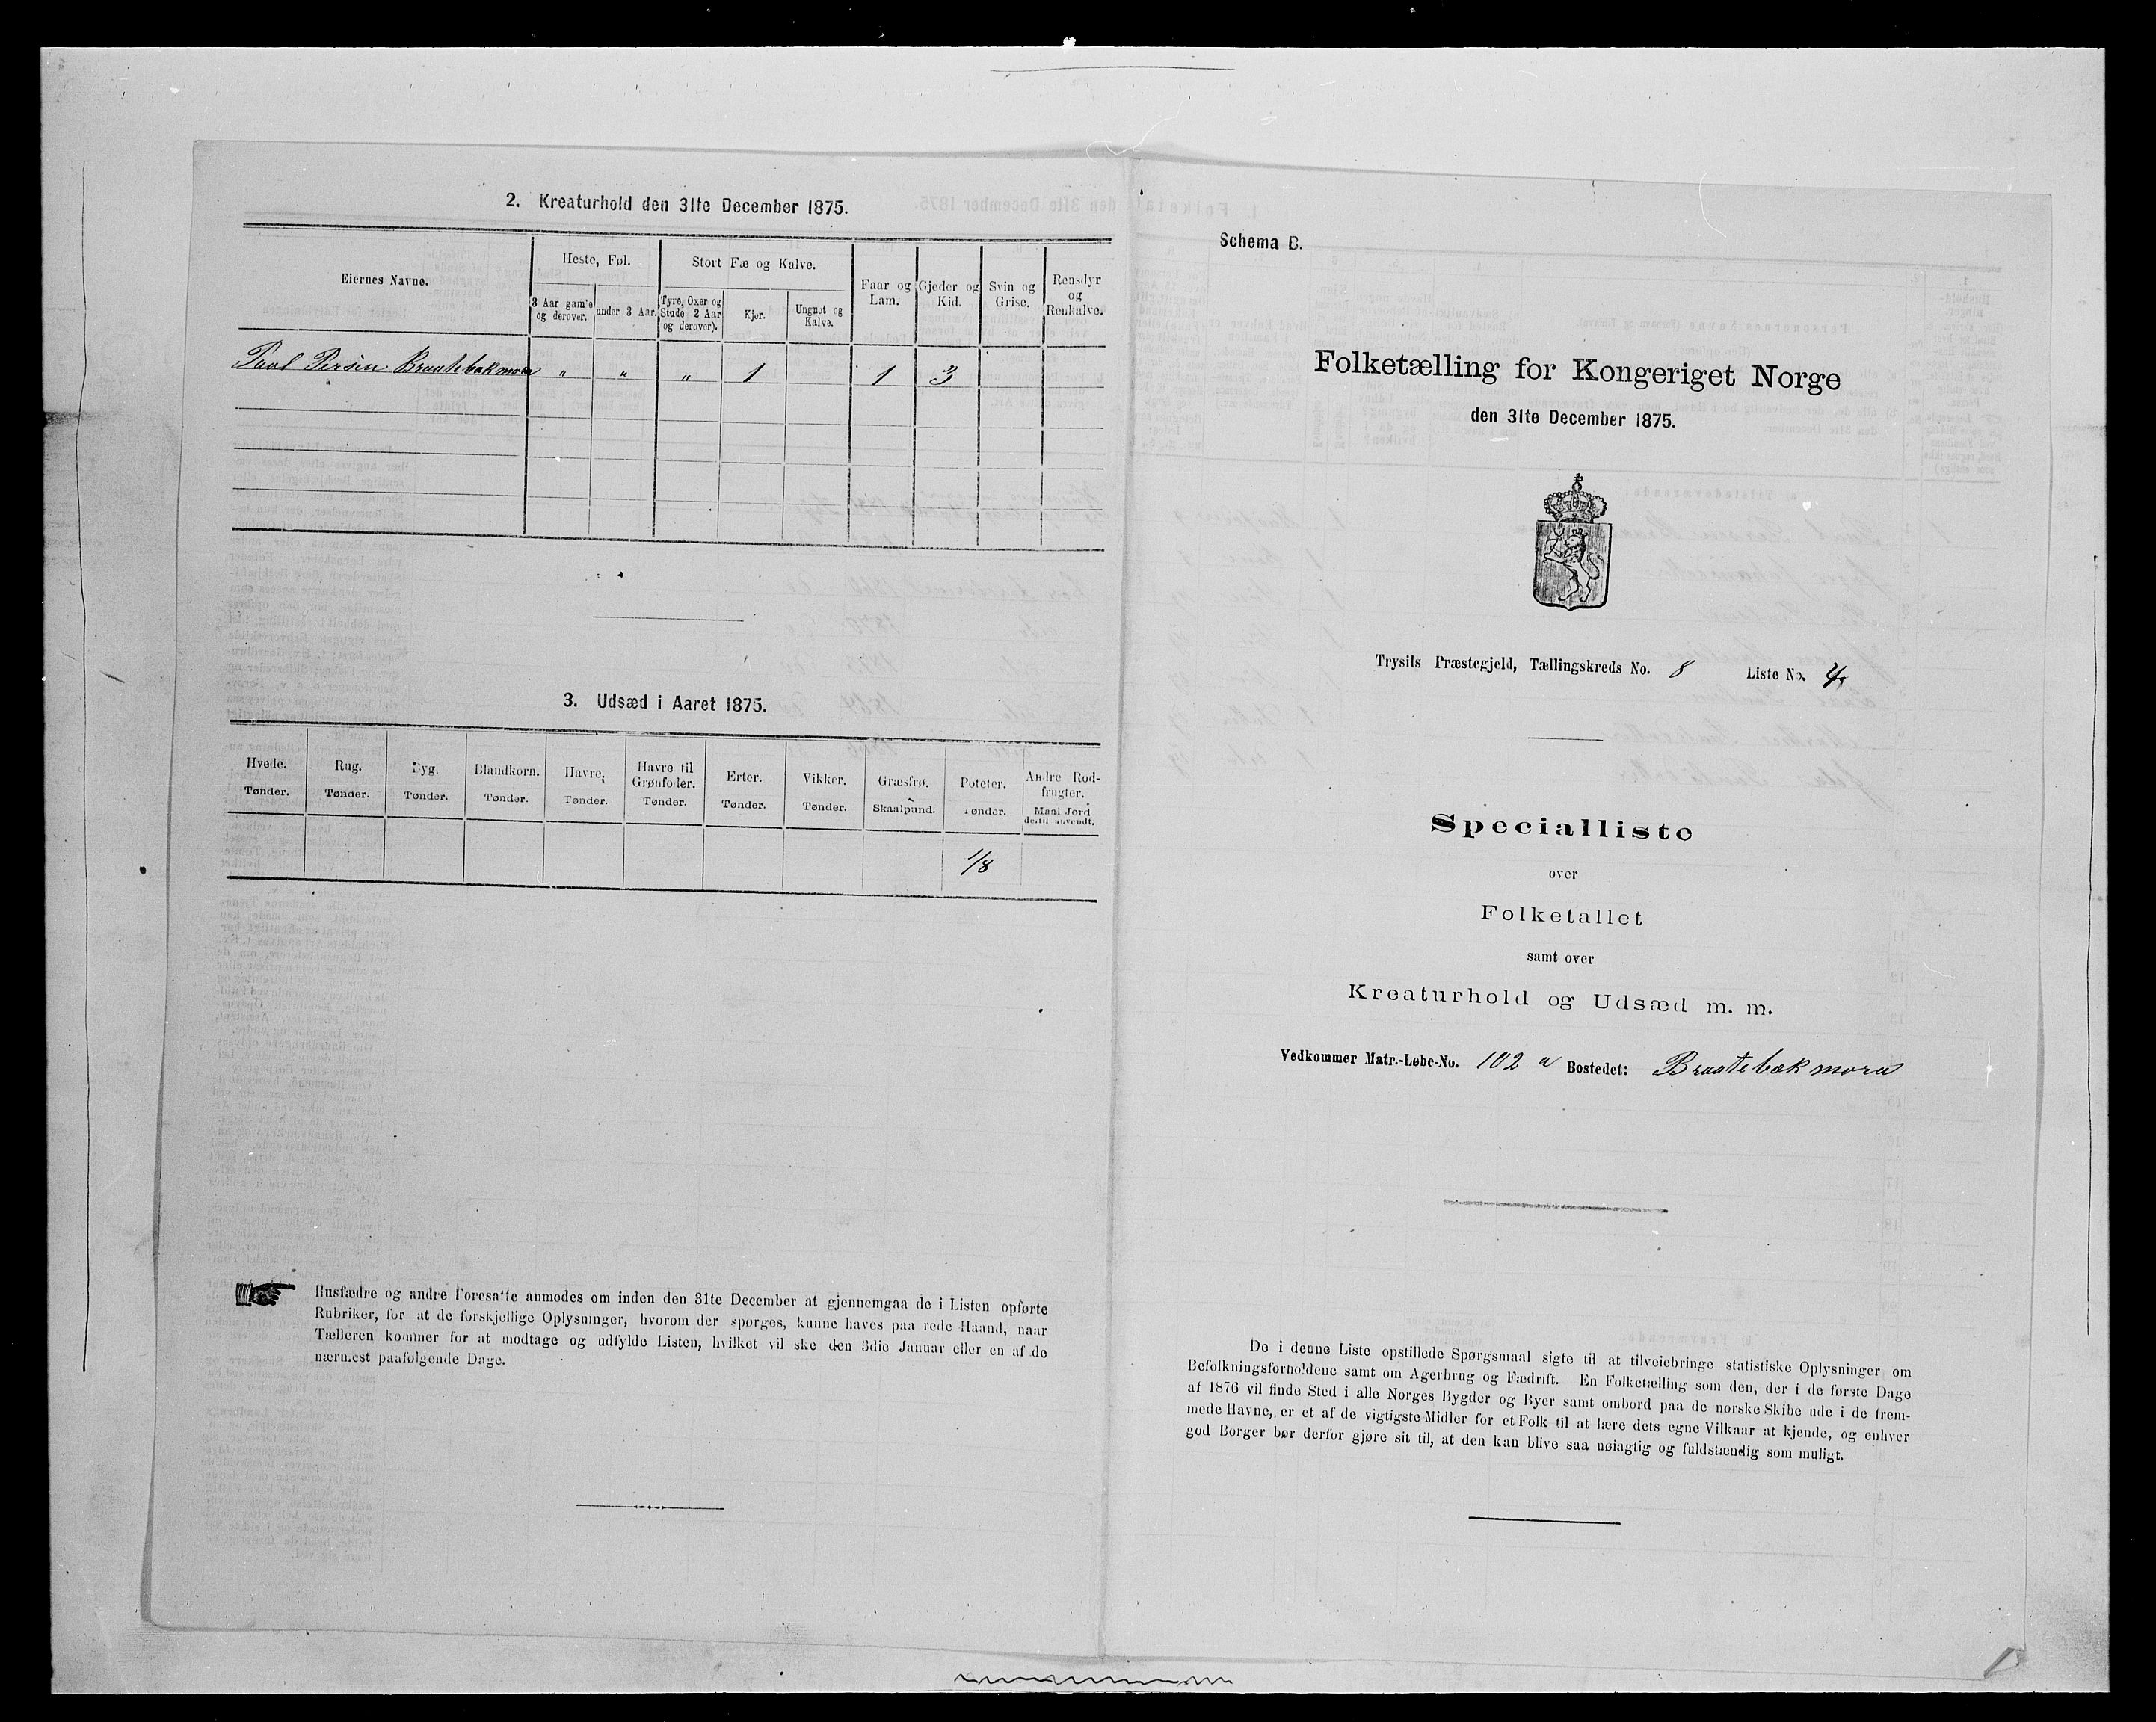 2. Kreaturhold den 31te December 1875.
Eiernes Navne.
Heste, Føl.
Stort Fæ og Kalve.
Faar og Lam.
Gjeder og Kid.
Svin og Grise.
Rensdyr og Renkalve.
3 Aar gamle og derover.
under 3 Aar.
Tyre, Oxer og Stude (2 Aar og derover).
Kjør.
Ungnøt og Kalve.
Paul Persen Braatebækmoen " " " 1 1 3
3. Udsæd i Aaret 1875.
Hvede. Rug. Byg. Blandkorn. Havre. Havre til Grønfoder. Erter. Vikker. Græsfrø. Poteter. Andre Rodfrugter.
Tønder. Tønder. Tønder. Tønder. Tønder. Tønder. Tønder. Tønder. Skaalpund. Tønder. Maal Jord dertil anvendt.
1/8
Husfædre og andre Foresatte anmodes om inden den 31te December at gjennemgaa de i Listen opførte
Rubriker, for at de forskjellige Oplysninger, hvorom der spørges, kunne haves paa rede Haand, naar
Tælleren kommer for at modtage og udfylde Listen, hvilket vil ske den 3die Januar eller en af de
nærmest paafølgende Dage.
Schema B.
Folketælling for Kongeriget Norge
den 31te December 1875.
Trysils Præstegjeld, Tællingskreds No. 8 Liste No. 4
Specialliste
over
Folketallet
samt over
Kreaturhold og Udsæd m. m.
Vedkommer Matr.-Løbe-No. 102 a Bostedet: Braatebækmoen
De i denne Liste opstillede Spørgsmaal sigte til at tilveiebringe statistiske Oplysninger om
Befolkningsforholdene samt om Agerbrug og Fædrift. En Folketælling som den, der i de første Dage
af 1876 vil finde Sted i alle Norges Bygder og Byer samt ombord paa de norske Skibe ude i de frem-
mede Havne, er et af de vigtigste Midler for et Folk til at lære dets egne Vilkaar at kjende, og enhver
god Borger bør derfor gjøre sit til, at den kan blive saa nøiagtig og fuldstændig som muligt.